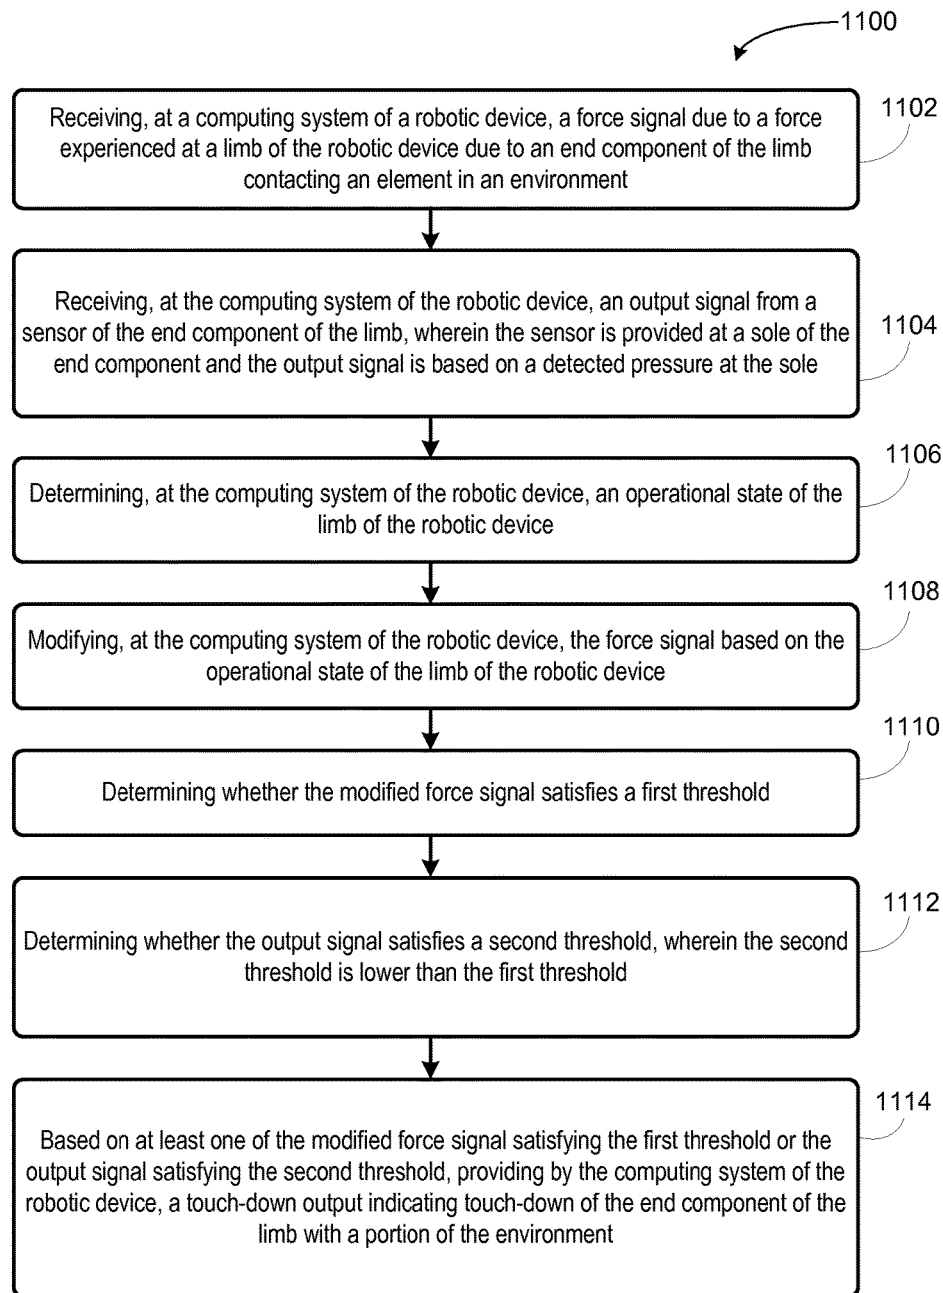 1100
1102
Receiving, at a computing system of a robotic device, a force signal due to a force
experienced at a limb of the robotic device due to an end component of the limb
contacting an element in an environment
1104
Receiving, at the computing system of the robotic device, an output signal from a
sensor of the end component of the limb, wherein the sensor is provided at a sole of
the end component and the output signal is based on a detected pressure at the sole
1106
Determining, at the computing system of the robotic device, an operational state of the
limb of the robotic device
1108
Modifying, at the computing system of the robotic device, the force signal based on the
operational state of the limb of the robotic device
1110
Determining whether the modified force signal satisfies a first threshold
1112
Determining whether the output signal satisfies a second threshold, wherein the second
threshold is lower than the first threshold
1114
Based on at least one of the modified force signal satisfying the first threshold or the
output signal satisfying the second threshold, providing by the computing system of the
robotic device, a touch-down output indicating touch-down of the end component of the
limb with a portion of the environment